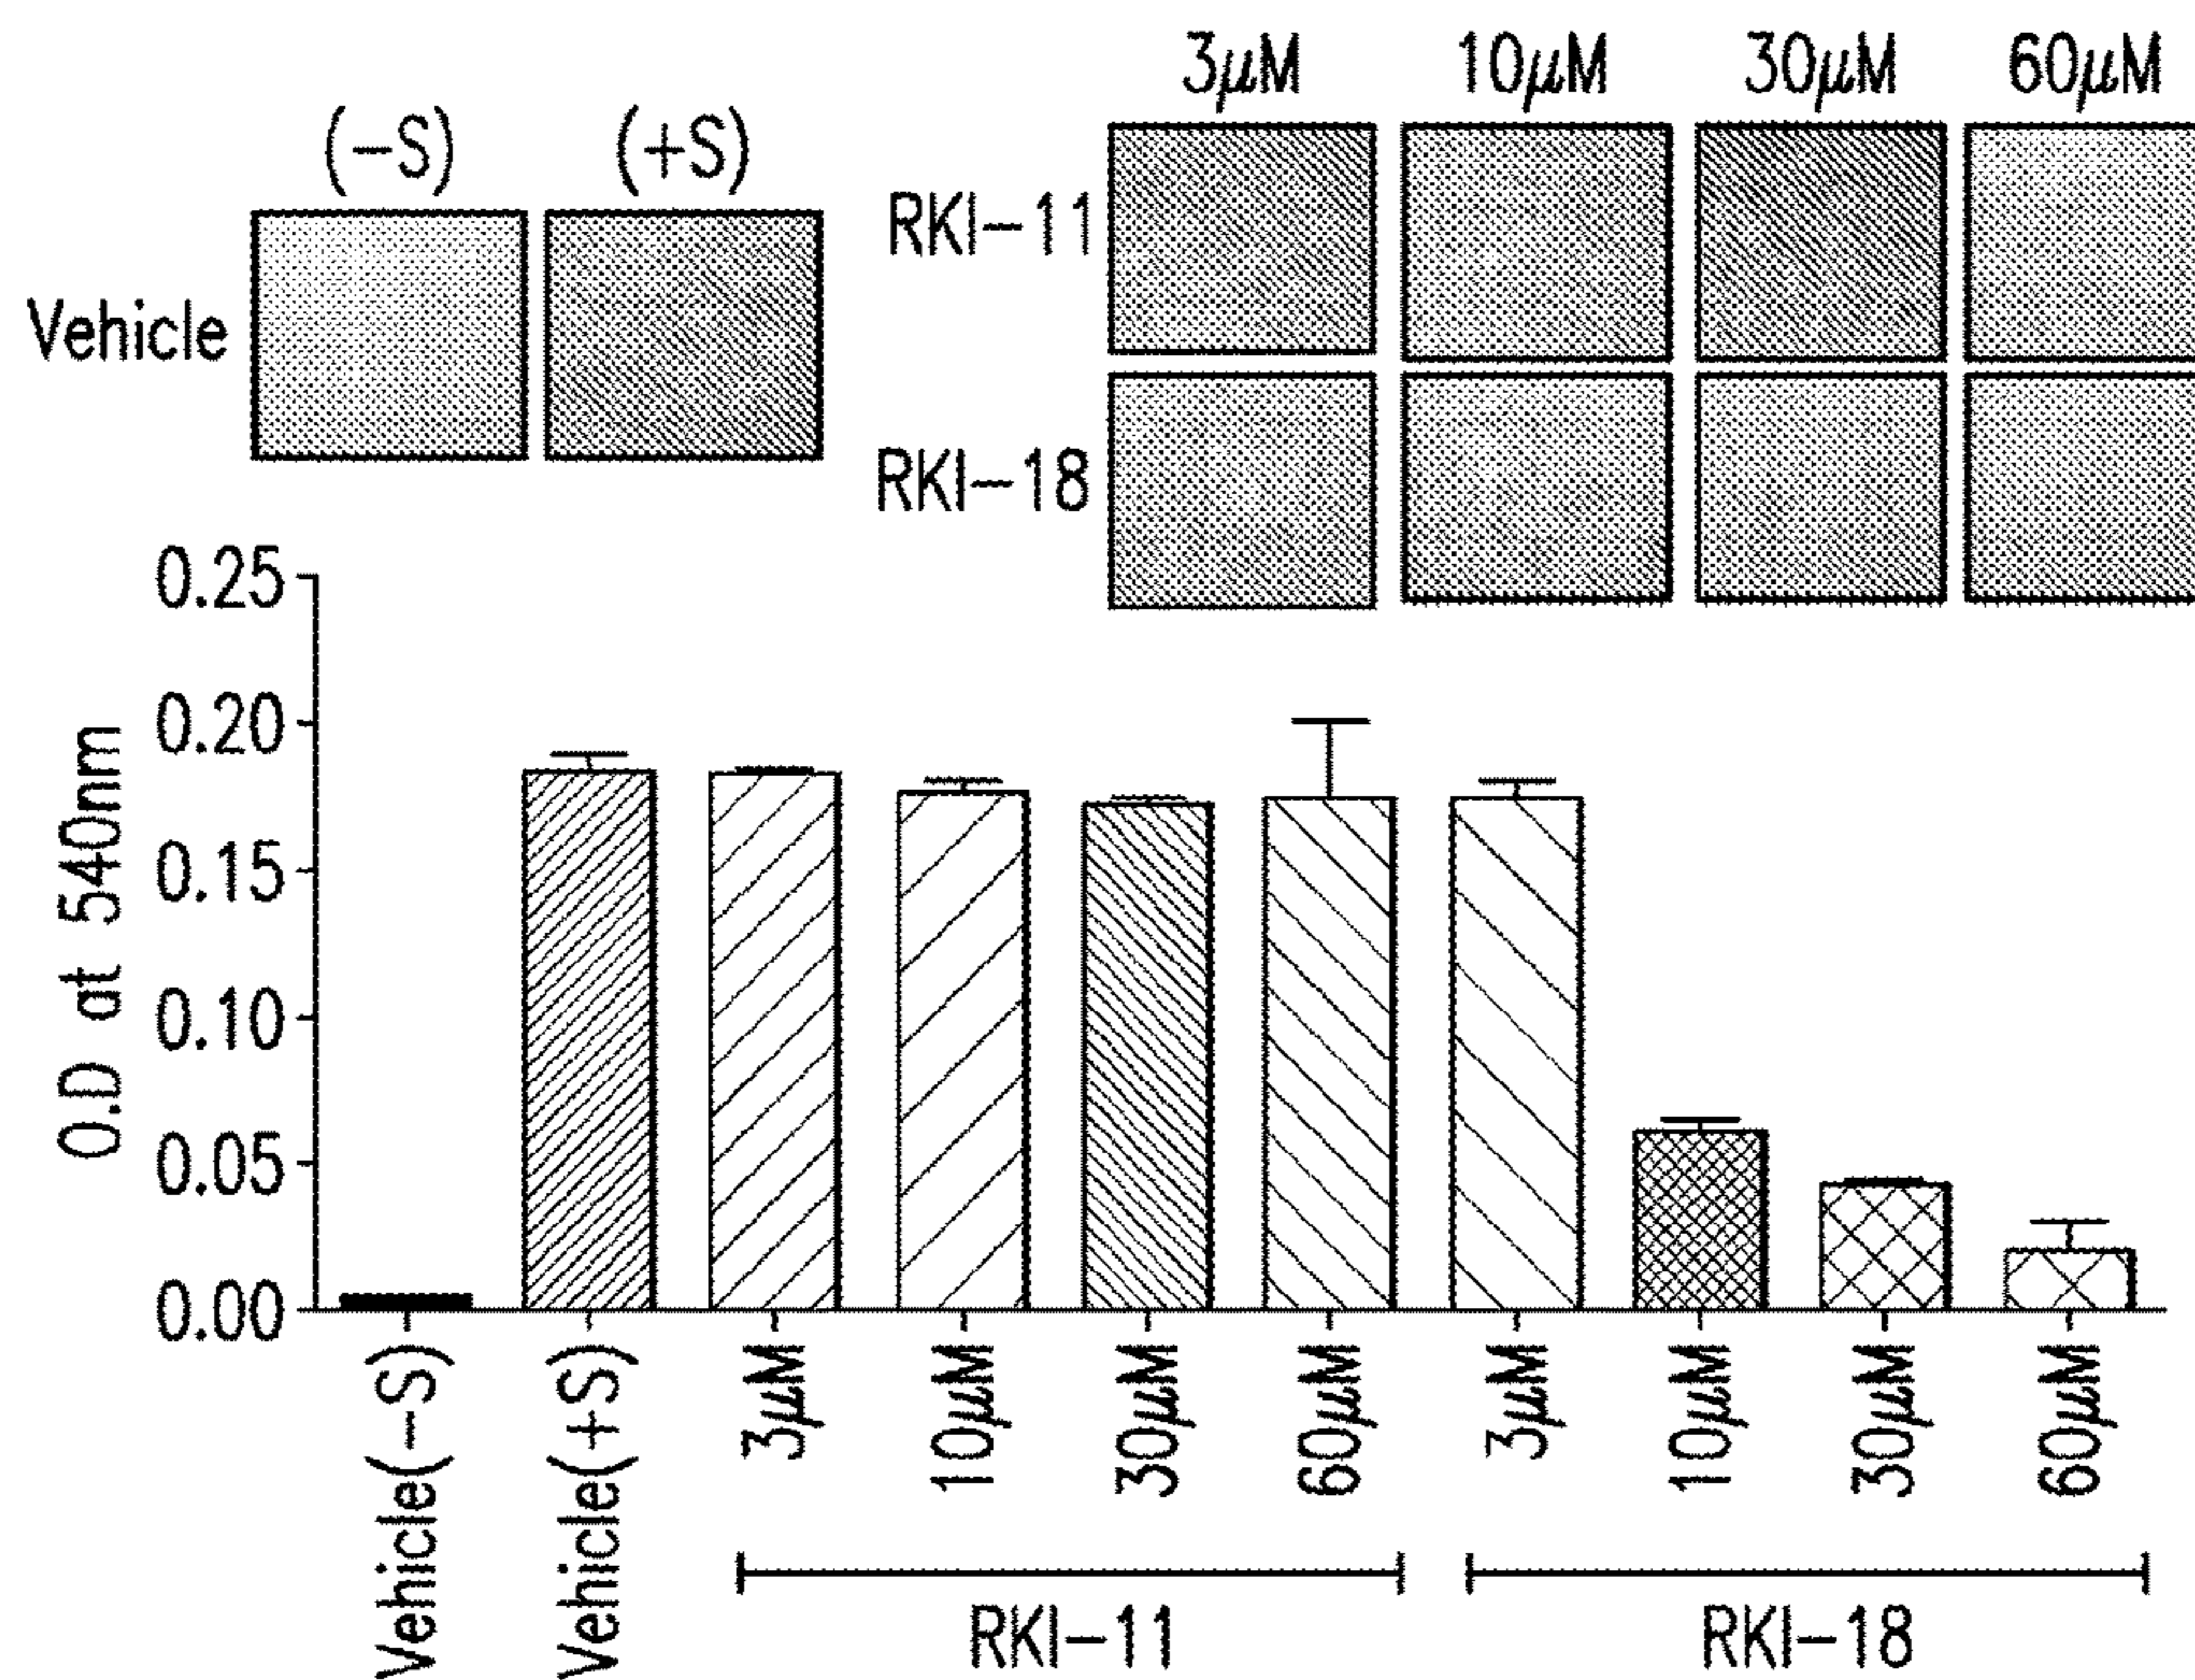 3μM 10μM 30μM 60μM
(−S) (+S)
RKI−11
Vehicle
RKI−18
0.25
0.20
0.15
0.10
0.05
0.00
O.D at 540nm
Vehicle(−S)
Vehicle(+S)
3μM
10μM
30μM
60μM
3μM
10μM
30μM
60μM
RKI−11 RKI−18